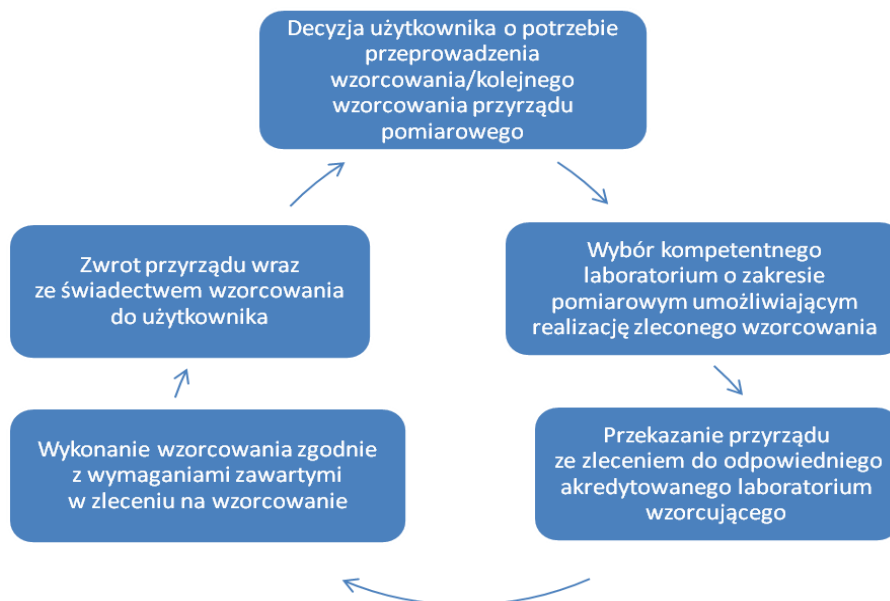 Decyzja użytkownika o potrzebie
przeprowadzenia
wzorcowania/kolejnego
wzorcowania przyrządu
pomiarowego
Wybór kompetentnego
laboratorium o zakresie
pomiarowym umożliwiającym
realizację zleconego wzorcowania
Przekazanie przyrządu
ze zleceniem do odpowiedniego
akredytowanego laboratorium
wzorcującego
Wykonanie wzorcowania zgodnie
z wymaganiami zawartymi
w zleceniu na wzorcowanie
Zwrot przyrządu wraz
ze świadectwem wzorcowania
do użytkownika